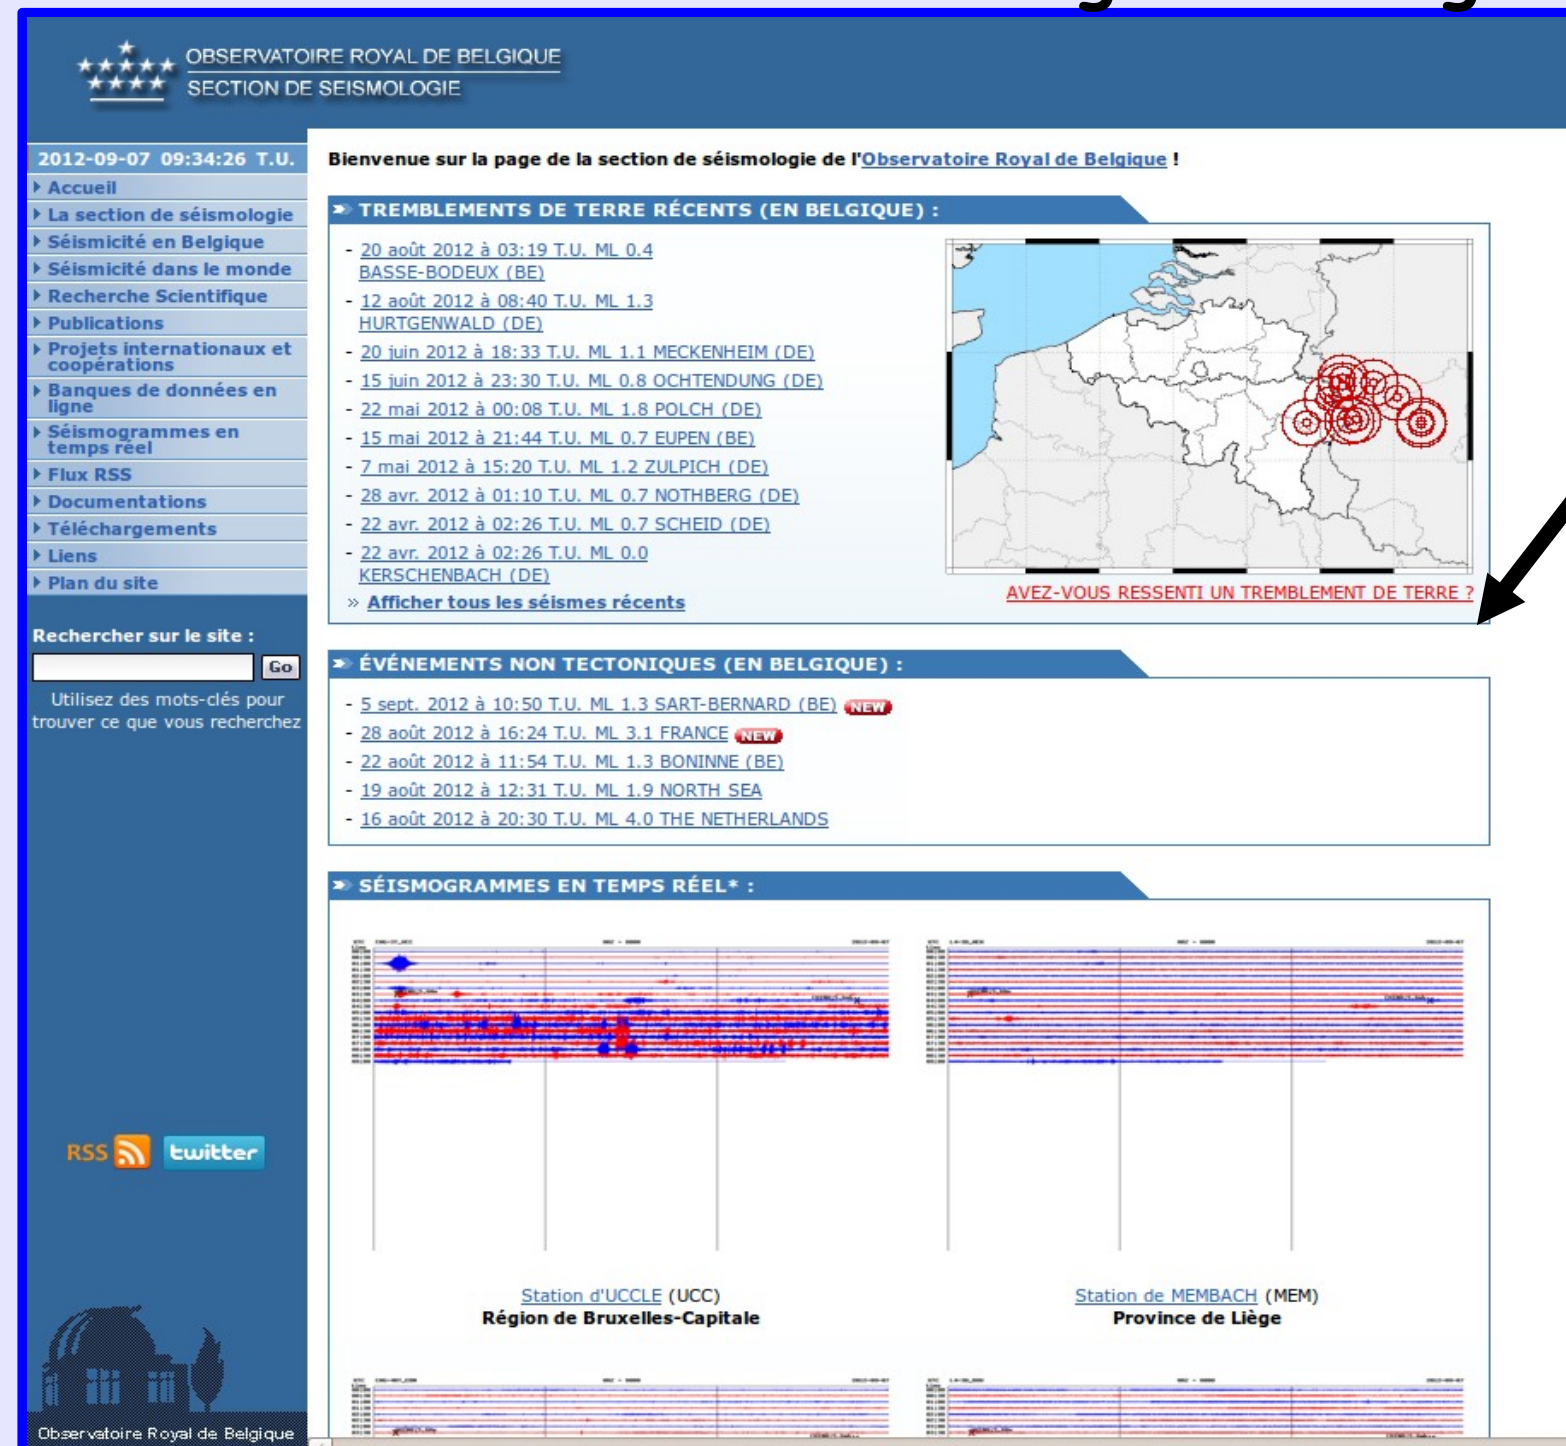 OBSERVATOIRE ROYAL DE BELGIQUE
SECTION DE SEISMOLOGIE
2012-09-07 09:34:26 T.U.
Accueil
La section de séismologie
Séismicité en Belgique
Séismicité dans le monde
Recherche Scientifique
Publications
Projets internationaux et
coopérations
Banques de données en
ligne
Séismogrammes en
temps réel
Flux RSS
Documentations
Téléchargements
Liens
Plan du site
Rechercher sur le site :
Go
Utilisez des mots-clés pour
trouver ce que vous recherchez
RSS twitter
Observatoire Royal de Belgique
Bienvenue sur la page de la section de séismologie de l'Observatoire Royal de Belgique !
TREMBLEMENTS DE TERRE RÉCENTS (EN BELGIQUE) :
- 20 août 2012 à 03:19 T.U. ML 0.4
BASSE-BODEUX (BE)
- 12 août 2012 à 08:40 T.U. ML 1.3
HURTGENWALD (DE)
- 20 juin 2012 à 18:33 T.U. ML 1.1 MECKENHEIM (DE)
- 15 juin 2012 à 23:30 T.U. ML 0.8 OCHTENDUNG (DE)
- 22 mai 2012 à 00:08 T.U. ML 1.8 POLCH (DE)
- 15 mai 2012 à 21:44 T.U. ML 0.7 EUPEN (BE)
- 7 mai 2012 à 15:20 T.U. ML 1.2 ZULPICH (DE)
- 28 avr. 2012 à 01:10 T.U. ML 0.7 NOTHBERG (DE)
- 22 avr. 2012 à 02:26 T.U. ML 0.7 SCHEID (DE)
- 22 avr. 2012 à 02:26 T.U. ML 0.0
KERSCHENBACH (DE)
» Afficher tous les séismes récents
AVEZ-VOUS RESSENTI UN TREMBLEMENT DE TERRE ?
ÉVÉNEMENTS NON TECTONIQUES (EN BELGIQUE) :
- 5 sept. 2012 à 10:50 T.U. ML 1.3 SART-BERNARD (BE) NEW
- 28 août 2012 à 16:24 T.U. ML 3.1 FRANCE NEW
- 22 août 2012 à 11:54 T.U. ML 1.3 BONINNE (BE)
- 19 août 2012 à 12:31 T.U. ML 1.9 NORTH SEA
- 16 août 2012 à 20:30 T.U. ML 4.0 THE NETHERLANDS
SÉISMOGRAMMES EN TEMPS RÉEL* :
Station d'UCCLE (UCC)
Région de Bruxelles-Capitale
Station de MEMBACH (MEM)
Province de Liège